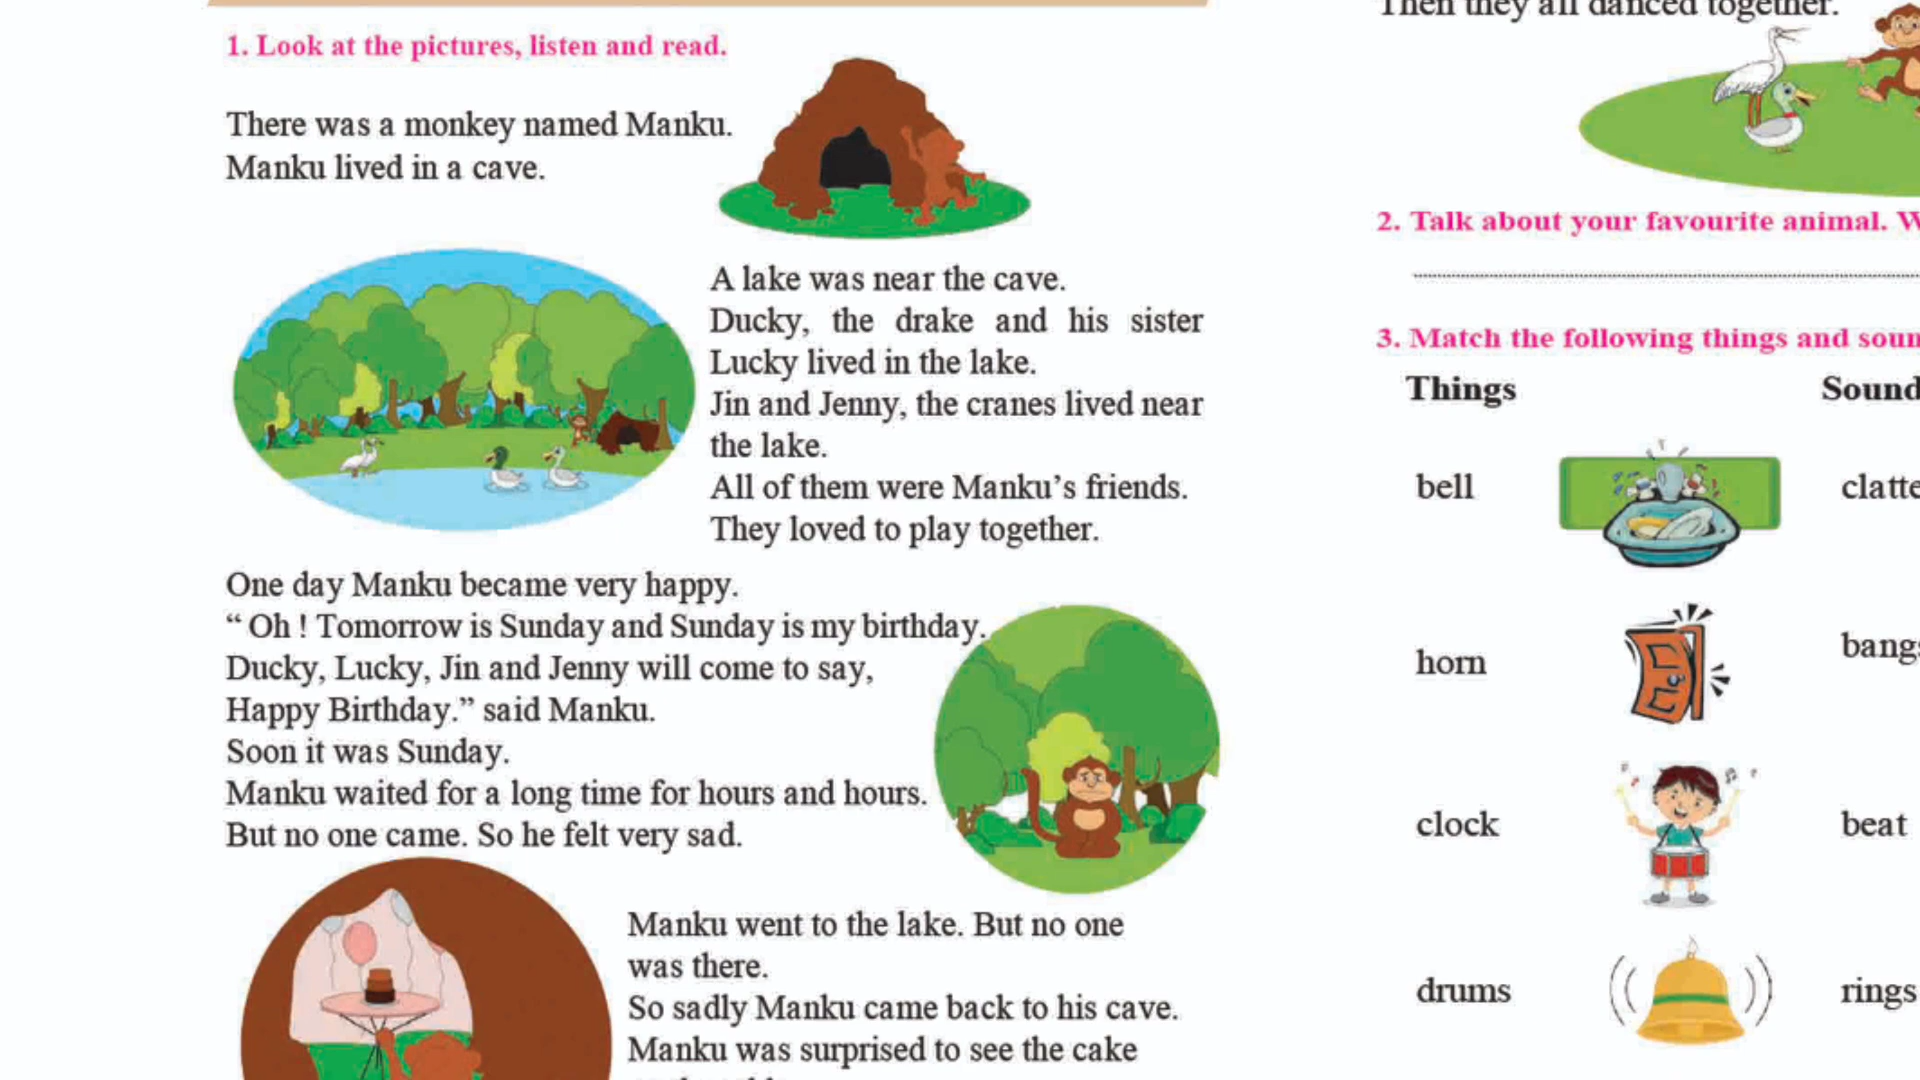 1. Look at the pictures, listen and read.
There was a monkey named Manku.
Manku lived in a cave.
A lake was near the cave.
Ducky, the drake and his sister
Lucky lived in the lake.
Jin and Jenny, the cranes lived near
the lake.
All of them were Manku’s friends.
They loved to play together.
One day Manku became very happy.
“ Oh ! Tomorrow is Sunday and Sunday is my birthday.
Ducky, Lucky, Jin and Jenny will come to say,
Happy Birthday.” said Manku.
Soon it was Sunday.
Manku waited for a long time for hours and hours.
But no one came. So he felt very sad.
Manku went to the lake. But no one
was there.
So sadly Manku came back to his cave.
Manku was surprised to see the cake
Then they all danced together.
2. Talk about your favourite animal.
3. Match the following things and
Things
bell
horn
clock beat
drums rings